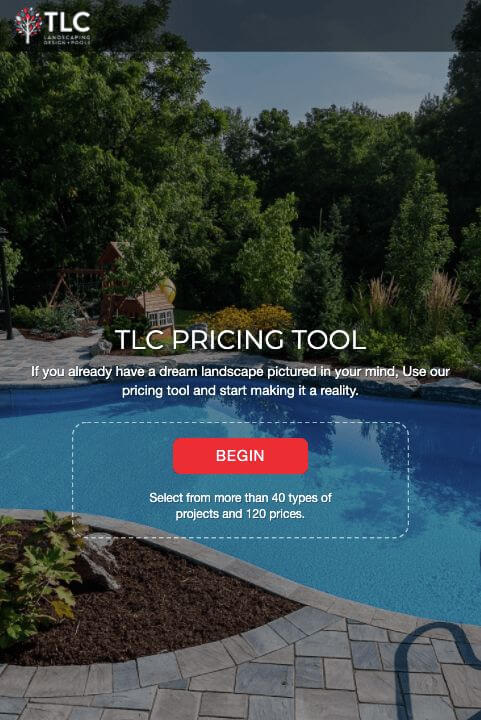 TLC
LANDSCAPING
DESIGN + POOLS
TLC PRICING TOOL
If you already have a dream landscape pictured in your mind, Use our
pricing tool and start making it a reality.
BEGIN
Select from more than 40 types of
projects and 120 prices.